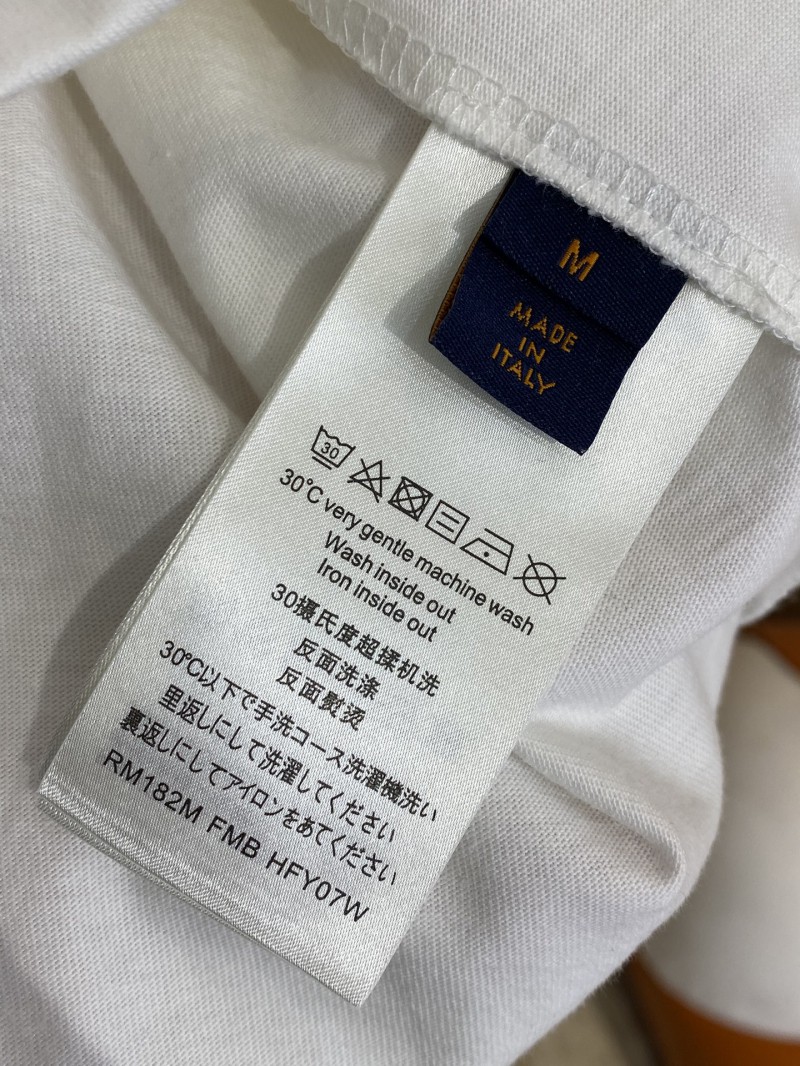 M
MADE
IN
ITALY
30
30°C very gentle machine wash
Wash inside out
Iron inside out
30摄氏度超揉机洗
反面洗涤
反面熨烫
30℃以下で手洗コース洗濯機洗い
里返しにして洗濯してください
裏返しにしてアイロンをあてください
RM182M FMB HFY07W